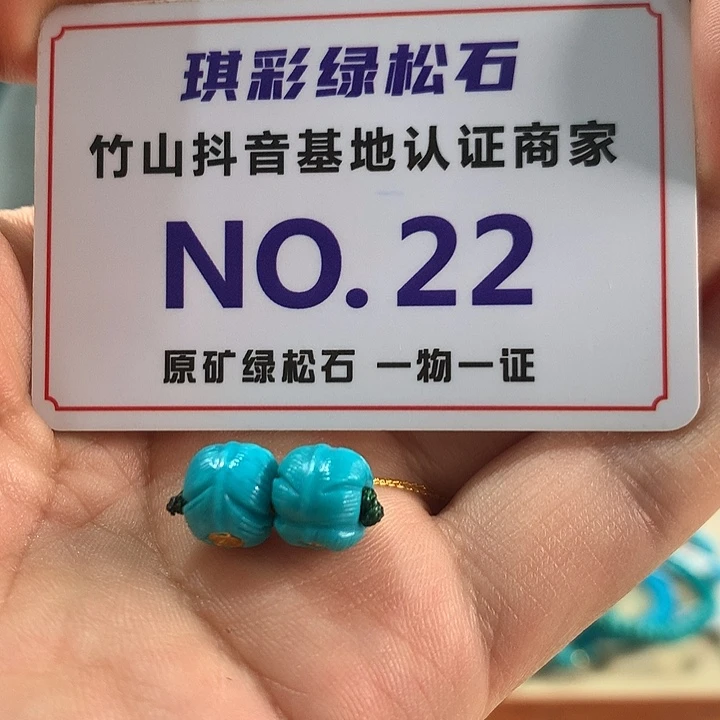 琪彩绿松石
竹山抖音基地认证商家
NO.22
原矿绿松石 一物一证